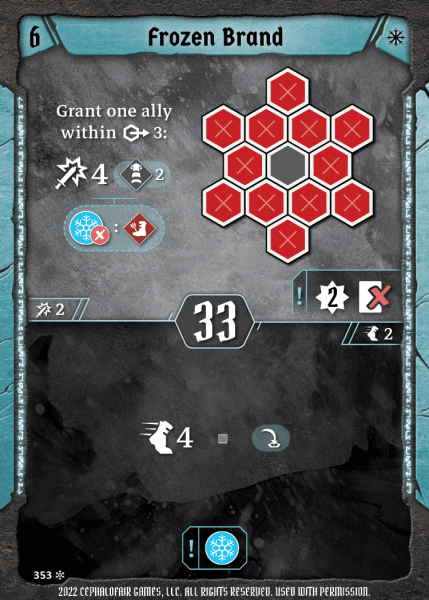 6 Frozen Brand
Grant one ally
within 3:
4 2
:
! 2
2
33
2
4
!
353
2022 CEPHALOFAIR GAMES, LLC. ALL RIGHTS RESERVED. USED WITH PERMISSION.